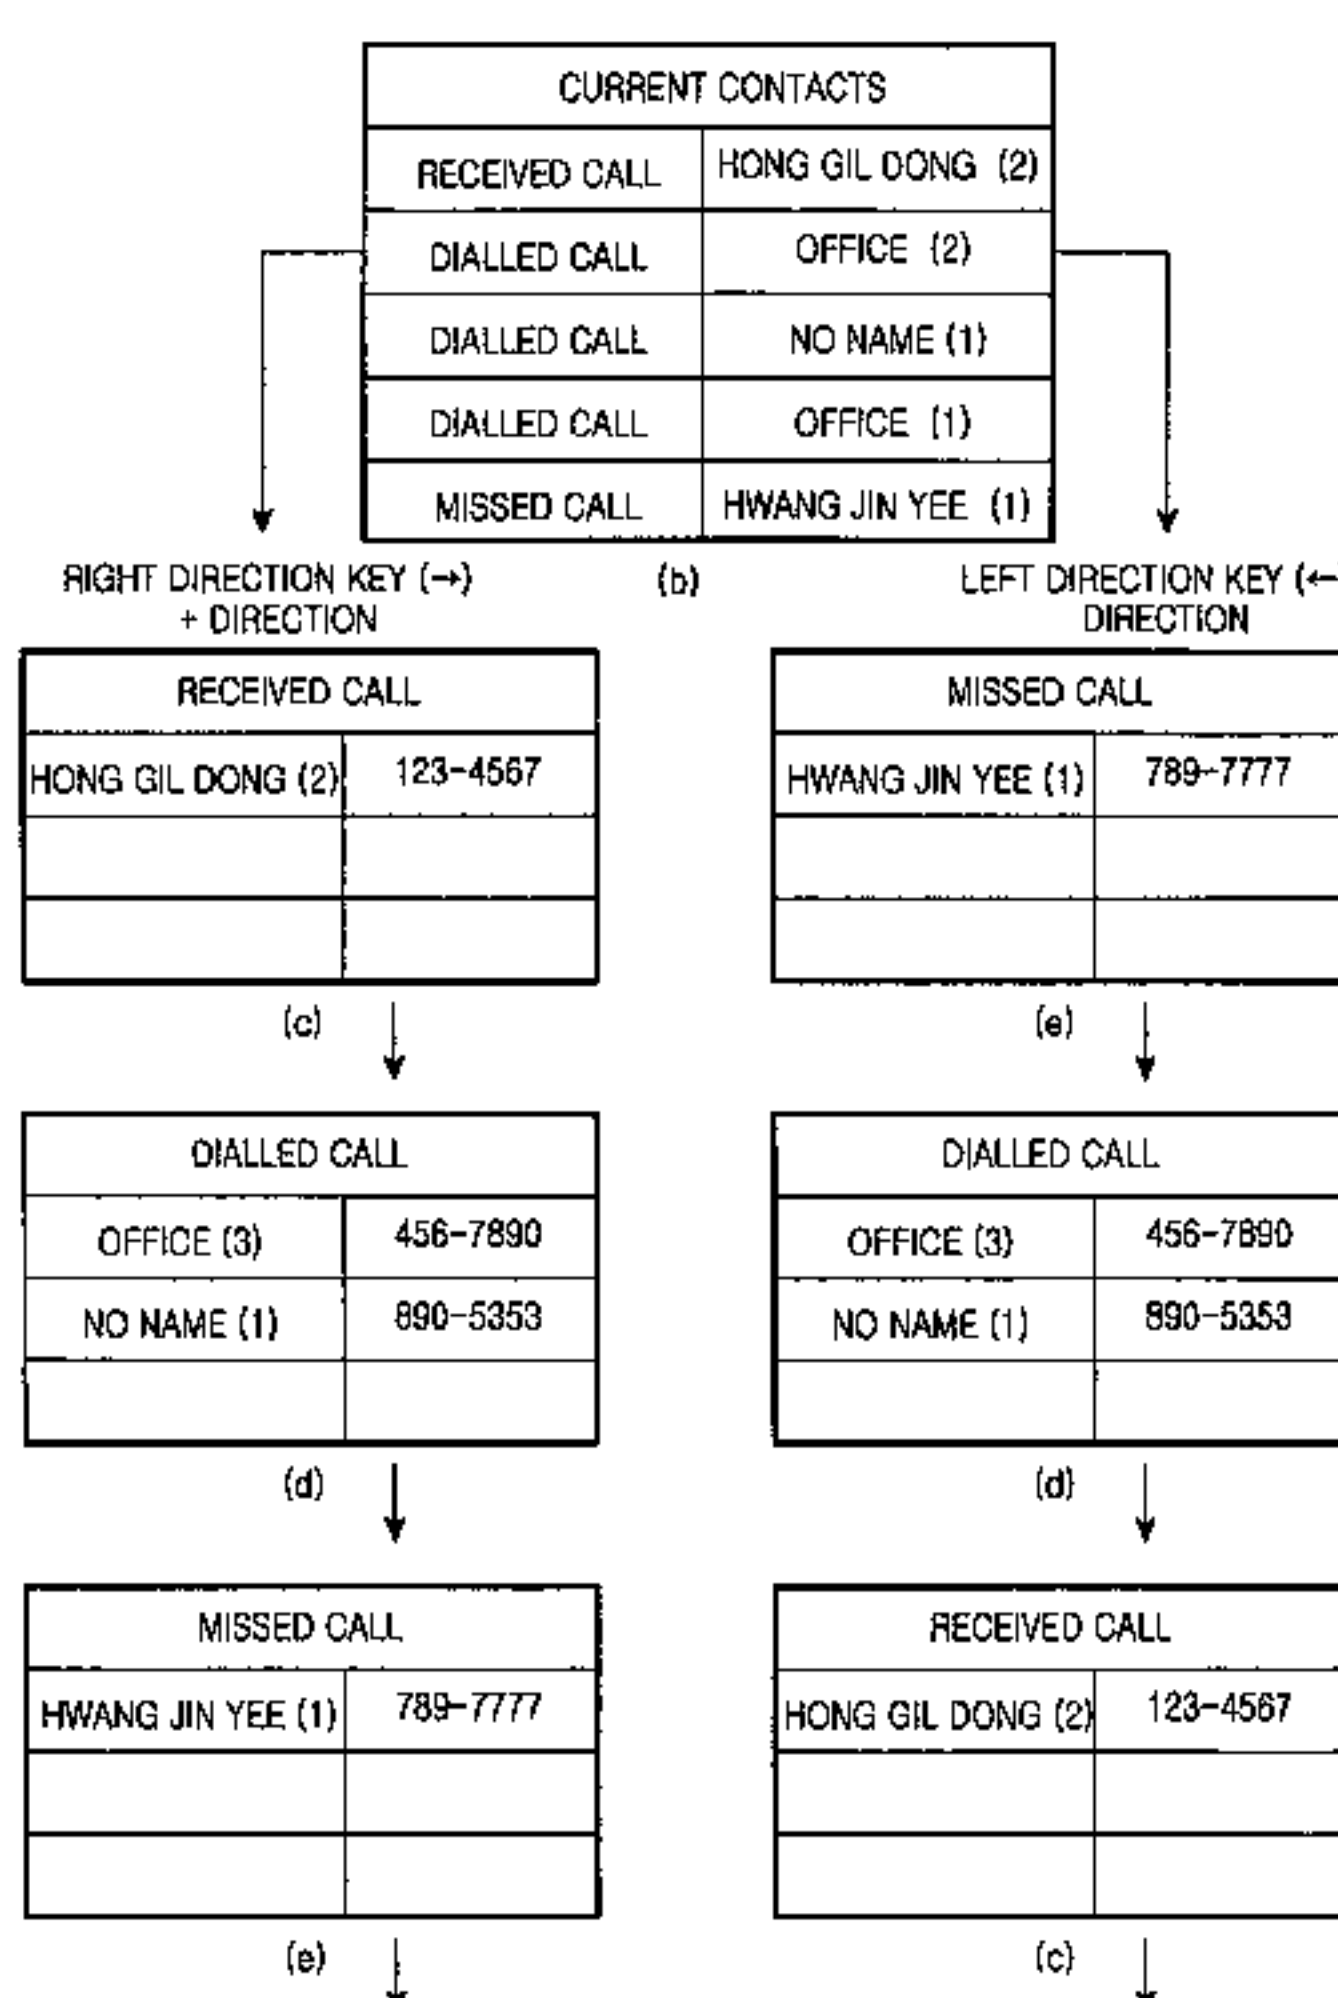 CURRENT CONTACTS
RECEIVED CALL HONG GIL DONG (2)
DIALLED CALL OFFICE (2)
DIALLED CALL NO NAME (1)
DIALLED CALL OFFICE (1)
MISSED CALL HWANG JIN YEE (1)
(b)
RIGHT DIRECTION KEY (→)
+ DIRECTION
RECEIVED CALL
HONG GIL DONG (2) 123-4567
(c)
DIALLED CALL
OFFICE (3) 456-7890
NO NAME (1) 890-5353
(d)
MISSED CALL
HWANG JIN YEE (1) 789-7777
(e)
LEFT DIRECTION KEY (←
DIRECTION
MISSED CALL
HWANG JIN YEE (1) 789-7777
(e)
DIALLED CALL
OFFICE (3) 456-7890
NO NAME (1) 890-5353
(d)
RECEIVED CALL
HONG GIL DONG (2) 123-4567
(c)